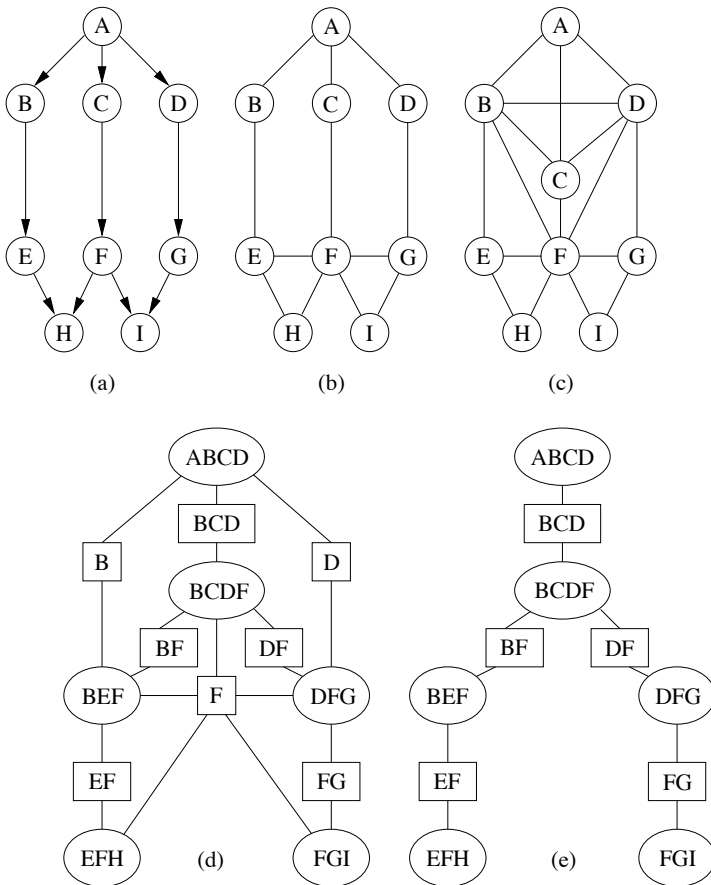 A
A
A
B
C
D
B
C
D
B
D
C
E
F
G
E
F
G
E
F
G
H
I
H
I
H
I
(a)
(b)
(c)
ABCD
ABCD
BCD
BCD
B
D
BCDF
BCDF
BF
DF
BF
DF
BEF
F
DFG
BEF
DFG
EF
FG
EF
FG
EFH
(d)
FGI
EFH
(e)
FGI